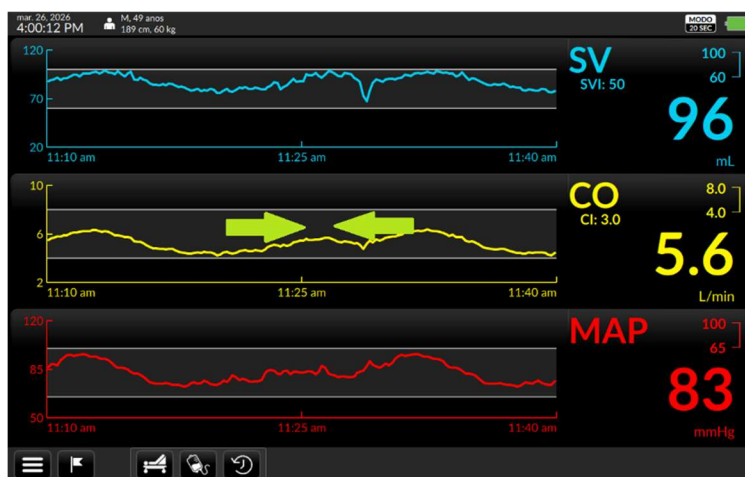 mar. 26, 2026
4:00:12 PM
M, 49 anos
189 cm, 60 kg
MODO
20 SEC
120
70
20
11:10 am
11:25 am
11:40 am
SV
SVI: 50
100
60
96
mL
10
6
2
11:10 am
11:25 am
11:40 am
CO
CI: 3.0
8.0
4.0
5.6
L/min
120
85
50
11:10 am
11:25 am
11:40 am
MAP
100
65
83
mmHg